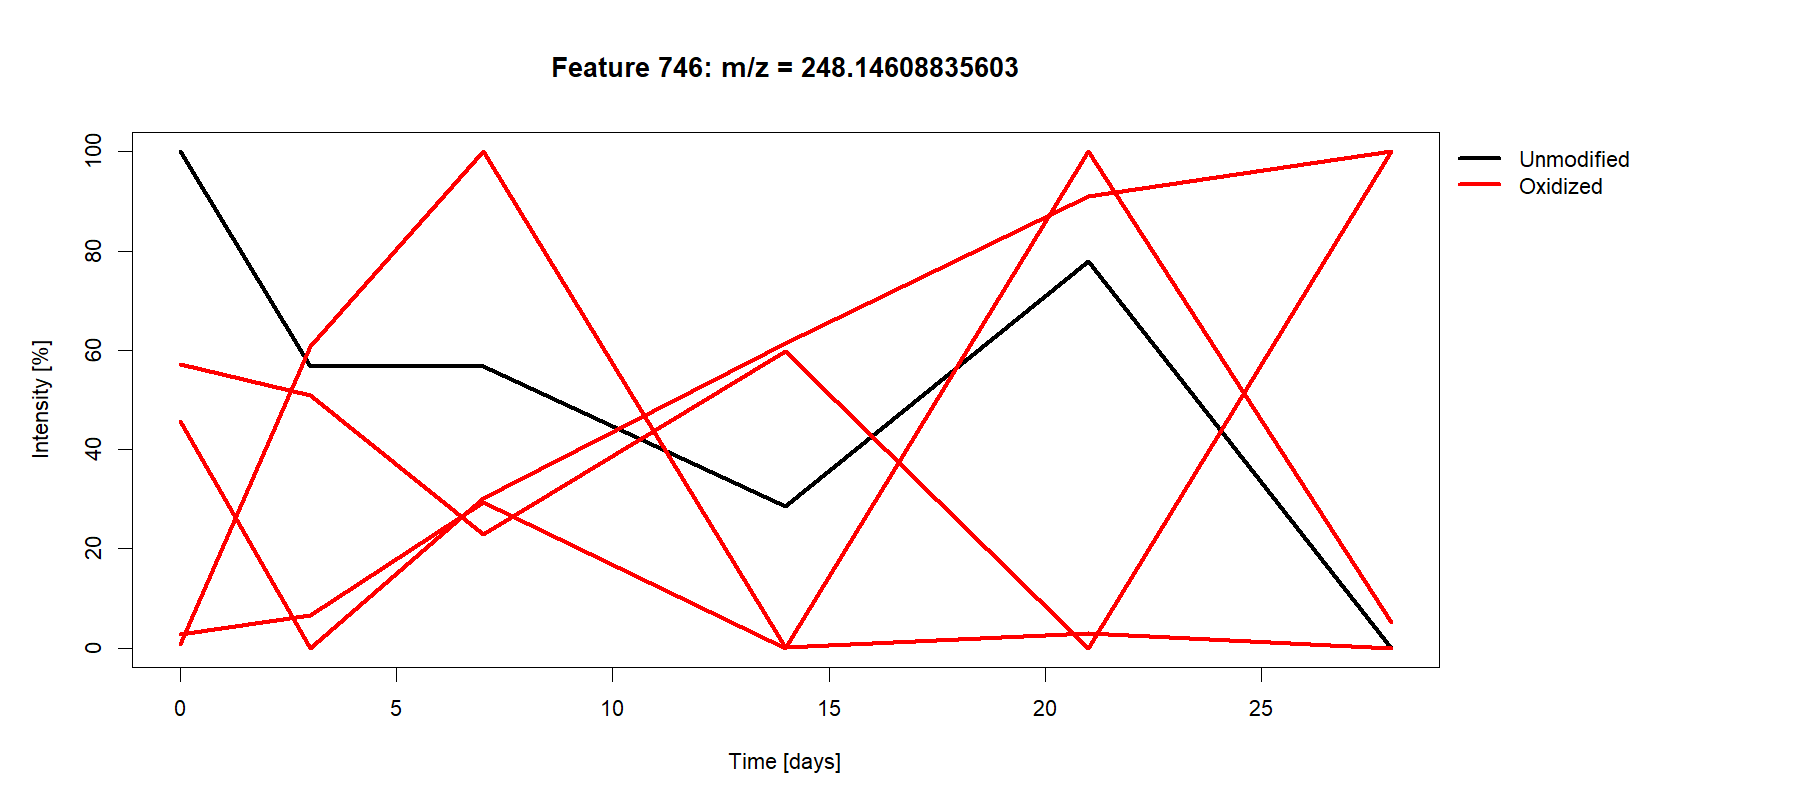 Feature 746: m/z = 248.14608835603
Unmodified
Oxidized
Intensity [%]
100
80
60
40
20
0
0 5 10 15 20 25
Time [days]